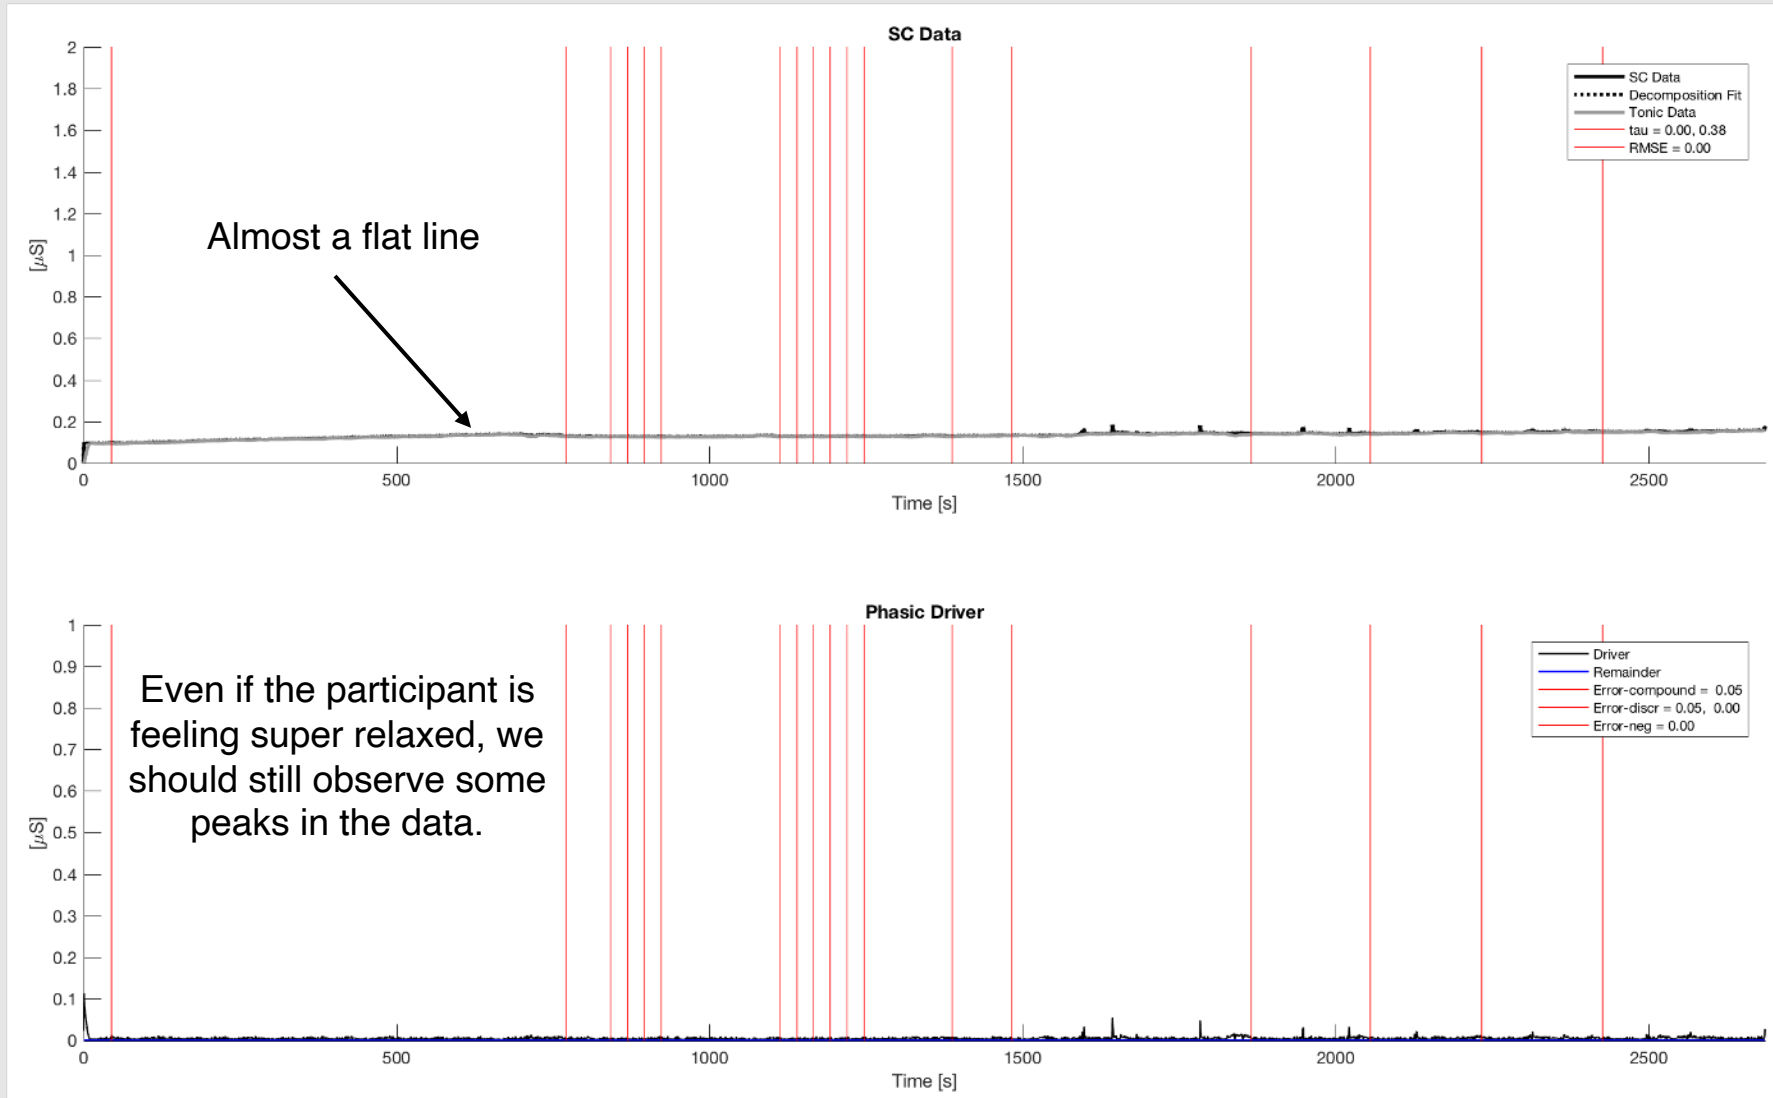 SC Data
2
1.8
1.6
1.4
1.2
1
0.8
0.6
0.4
0.2
0
[μS]
SC Data
Decomposition Fit
Tonic Data
tau = 0.00, 0.38
RMSE = 0.00
Almost a flat line
0 500 1000 1500 2000 2500
Time [s]
Phasic Driver
1
0.9
0.8
0.7
0.6
0.5
0.4
0.3
0.2
0.1
0
[μS]
Driver
Remainder
Error-compound = 0.05
Error-discr = 0.05, 0.00
Error-neg = 0.00
Even if the participant is
feeling super relaxed, we
should still observe some
peaks in the data.
0 500 1000 1500 2000 2500
Time [s]